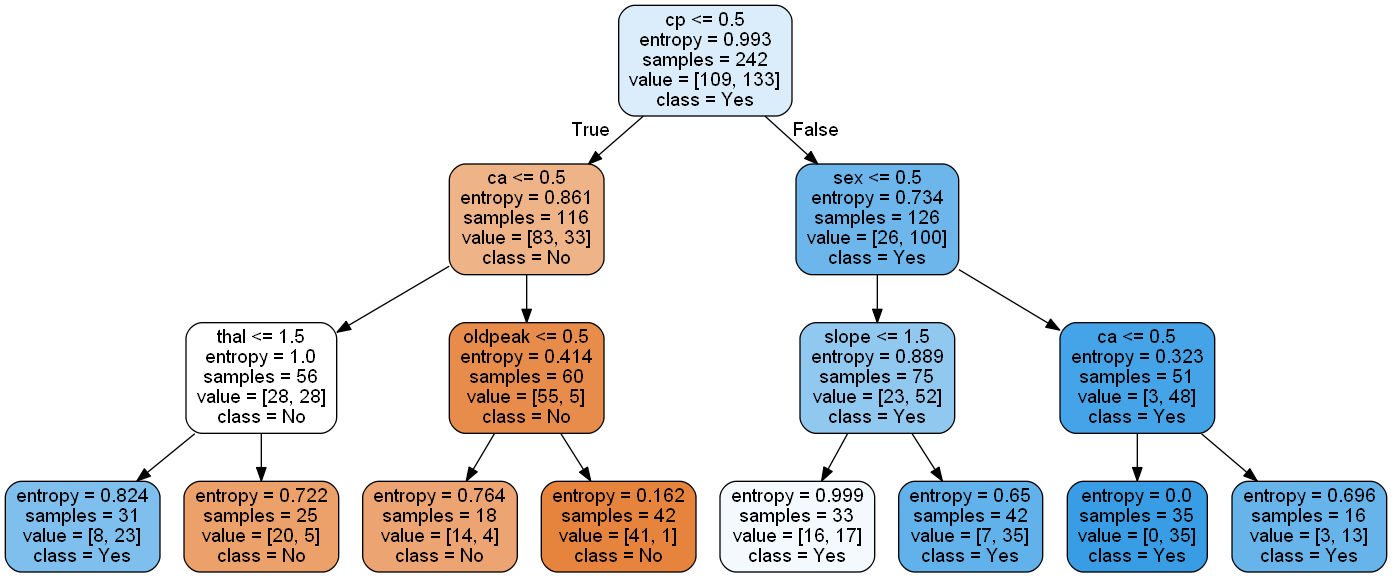 cp <= 0.5
entropy = 0.993
samples = 242
value = [109, 133]
class = Yes
True
False
ca <= 0.5
entropy = 0.861
samples = 116
value = [83, 33]
class = No
sex <= 0.5
entropy = 0.734
samples = 126
value = [26, 100]
class = Yes
thal <= 1.5
entropy = 1.0
samples = 56
value = [28, 28]
class = No
oldpeak <= 0.5
entropy = 0.414
samples = 60
value = [55, 5]
class = No
slope <= 1.5
entropy = 0.889
samples = 75
value = [23, 52]
class = Yes
ca <= 0.5
entropy = 0.323
samples = 51
value = [3, 48]
class = Yes
entropy = 0.824
samples = 31
value = [8, 23]
class = Yes
entropy = 0.722
samples = 25
value = [20, 5]
class = No
entropy = 0.764
samples = 18
value = [14, 4]
class = No
entropy = 0.162
samples = 42
value = [41, 1]
class = No
entropy = 0.999
samples = 33
value = [16, 17]
class = Yes
entropy = 0.65
samples = 42
value = [7, 35]
class = Yes
entropy = 0.0
samples = 35
value = [0, 35]
class = Yes
entropy = 0.696
samples = 16
value = [3, 13]
class = Yes